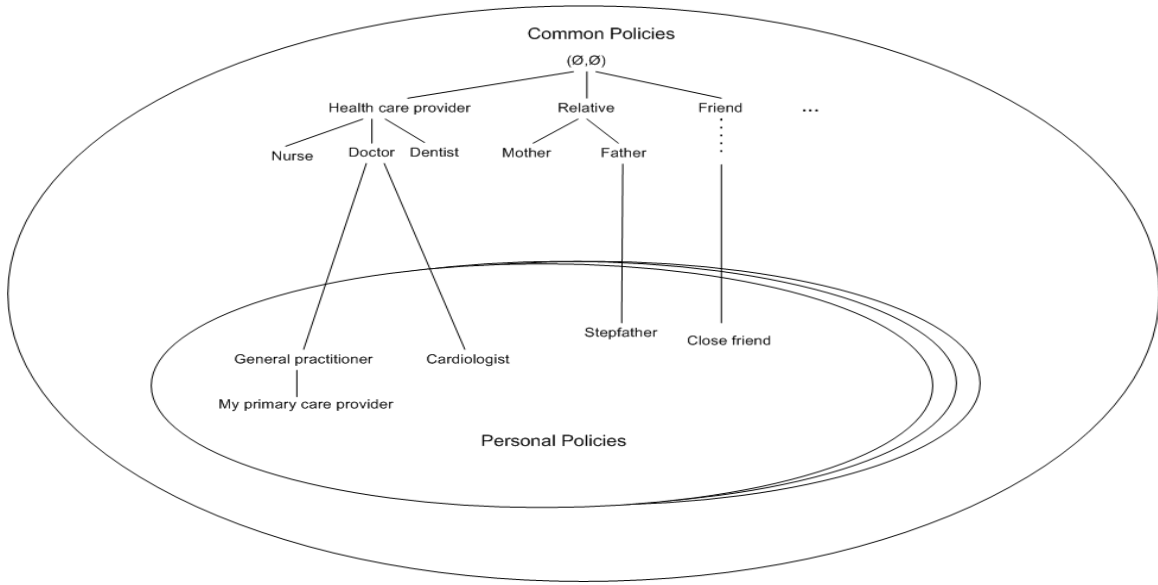 Common Policies
(Ø,Ø)
Health care provider
Relative
Friend
...
Nurse
Doctor
Dentist
Mother
Father
Stepfather
Close friend
General practitioner
Cardiologist
My primary care provider
Personal Policies